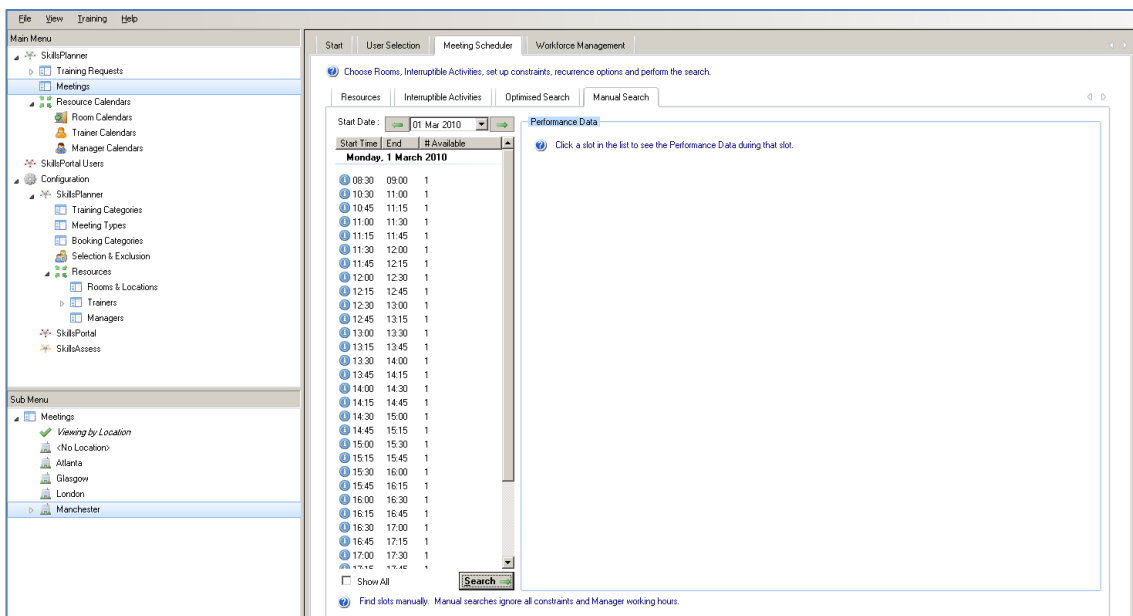 File View Training Help
Main Menu
SkillsPlanner
Training Requests
Meetings
Resource Calendars
Room Calendars
Trainer Calendars
Manager Calendars
SkillsPortal Users
Configuration
SkillsPlanner
Training Categories
Meeting Types
Booking Categories
Selection & Exclusion
Resources
Rooms & Locations
Trainers
Managers
SkillsPortal
SkillsAssess
Sub Menu
Meetings
Viewing by Location
<No Location>
Atlanta
Glasgow
London
Manchester
Start User Selection Meeting Scheduler Workforce Management
Choose Rooms, Interruptible Activities, set up constraints, recurrence options and perform the search.
Resources Interruptible Activities Optimised Search Manual Search
Start Date : 01 Mar 2010
Start Time End # Available
Monday, 1 March 2010
08:30 09:00 1
10:30 11:00 1
10:45 11:15 1
11:00 11:30 1
11:15 11:45 1
11:30 12:00 1
11:45 12:15 1
12:00 12:30 1
12:15 12:45 1
12:30 13:00 1
12:45 13:15 1
13:00 13:30 1
13:15 13:45 1
13:30 14:00 1
13:45 14:15 1
14:00 14:30 1
14:15 14:45 1
14:30 15:00 1
14:45 15:15 1
15:00 15:30 1
15:15 15:45 1
15:30 16:00 1
15:45 16:15 1
16:00 16:30 1
16:15 16:45 1
16:30 17:00 1
16:45 17:15 1
17:00 17:30 1
17:15 17:45 1
Show All Search
Find slots manually. Manual searches ignore all constraints and Manager working hours.
Performance Data
Click a slot in the list to see the Performance Data during that slot.